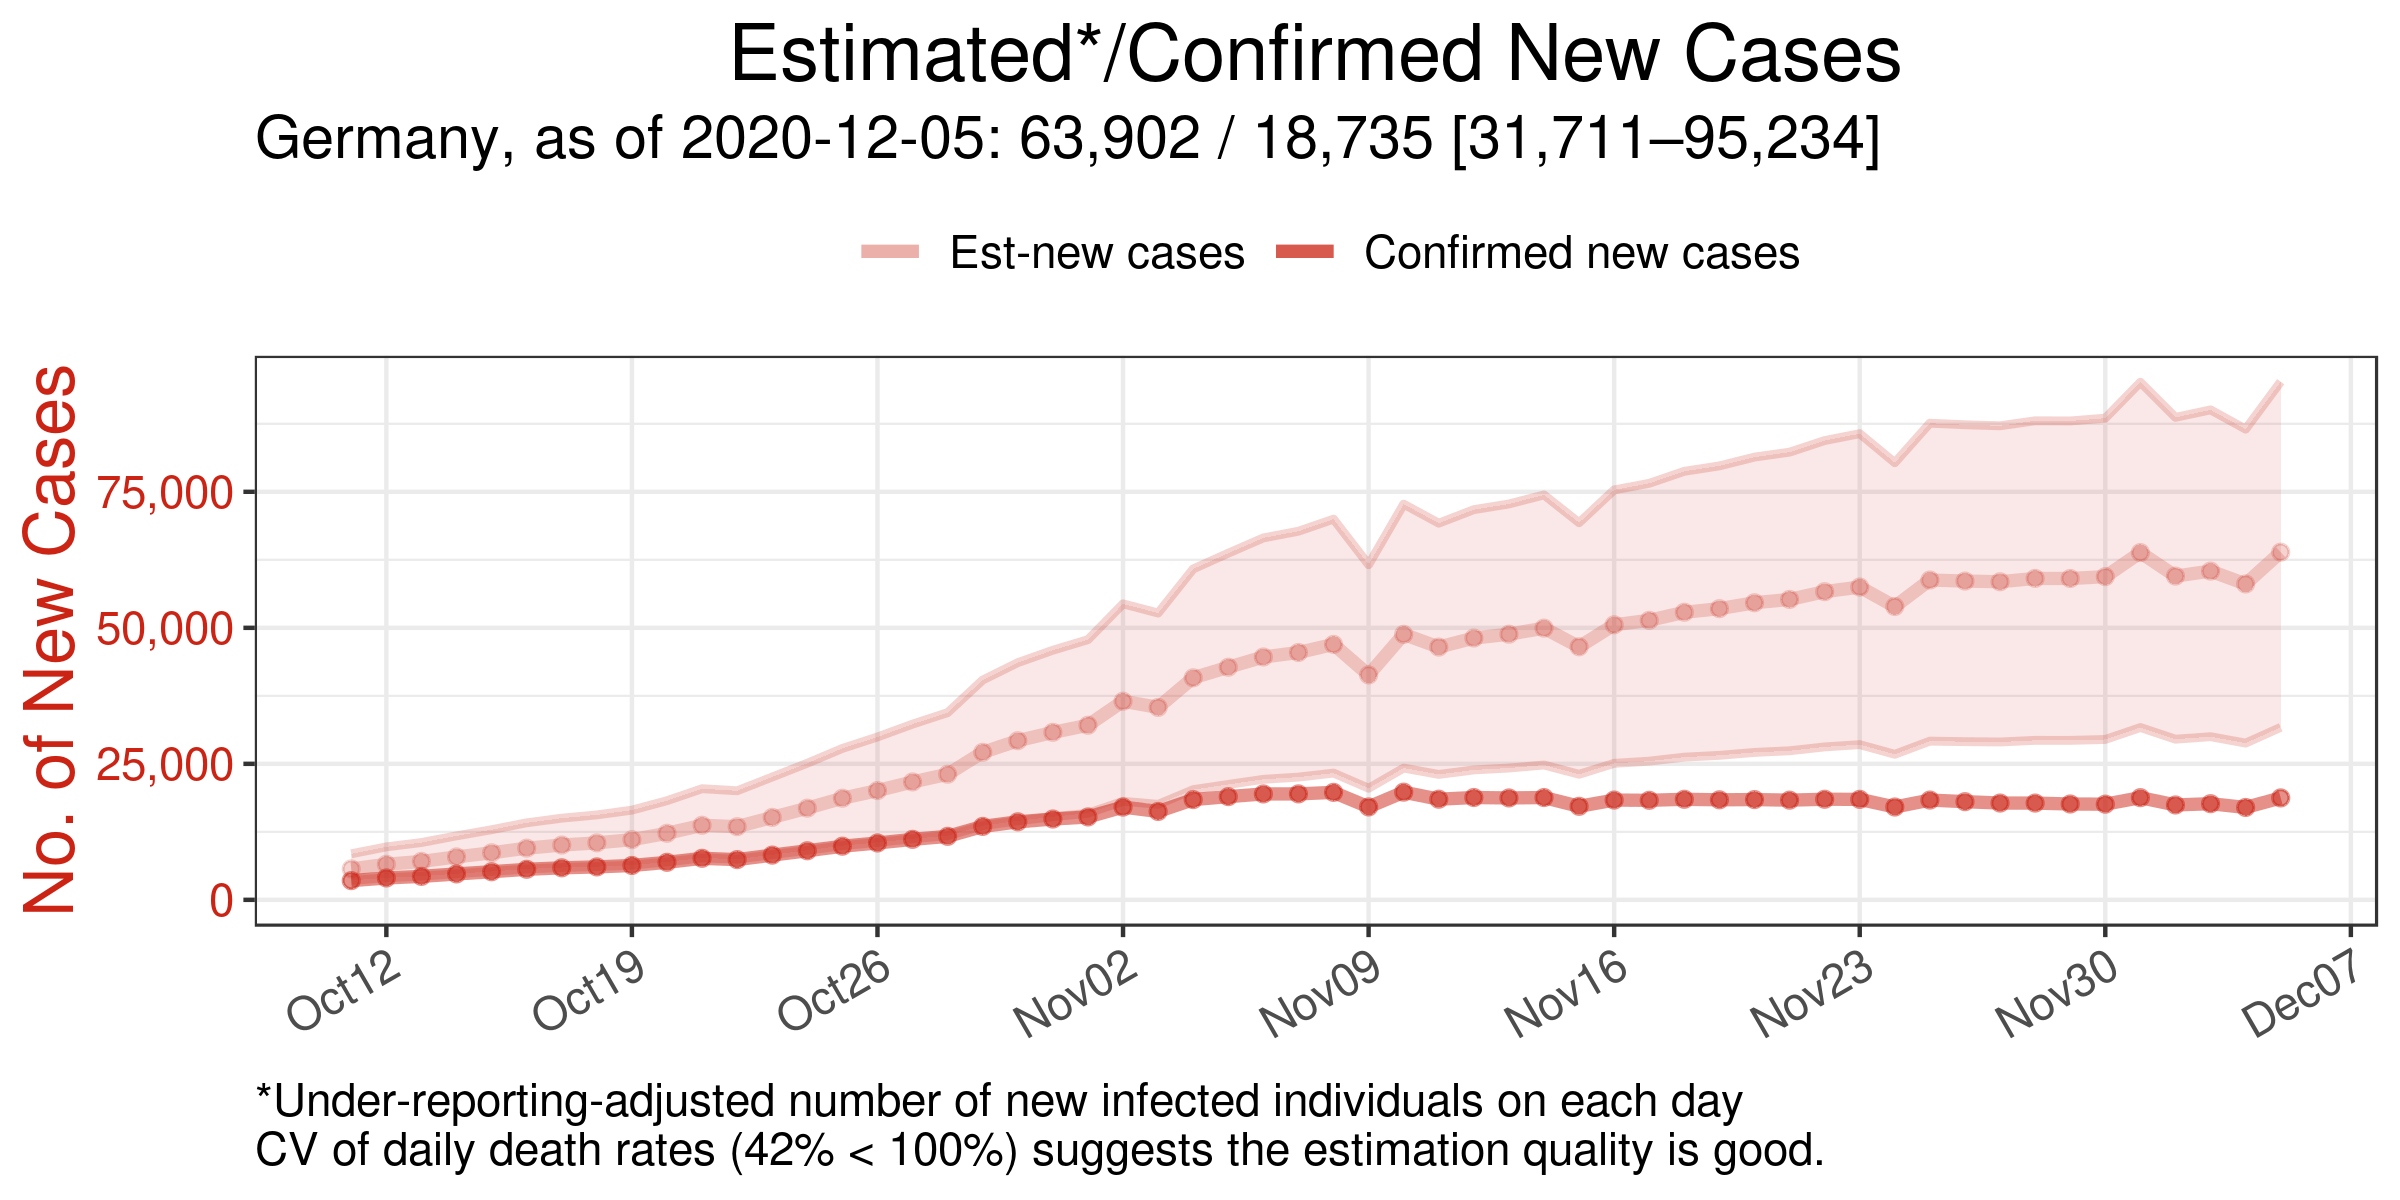 Estimated*/Confirmed New Cases
Germany, as of 2020-12-05: 63,902 / 18,735 [31,711–95,234]
Est-new cases
Confirmed new cases
No. of New Cases
75,000
50,000
25,000
0
Oct12
Oct19
Oct26
Nov02
Nov09
Nov16
Nov23
Nov30
Dec07
*Under-reporting-adjusted number of new infected individuals on each day
CV of daily death rates (42% < 100%) suggests the estimation quality is good.